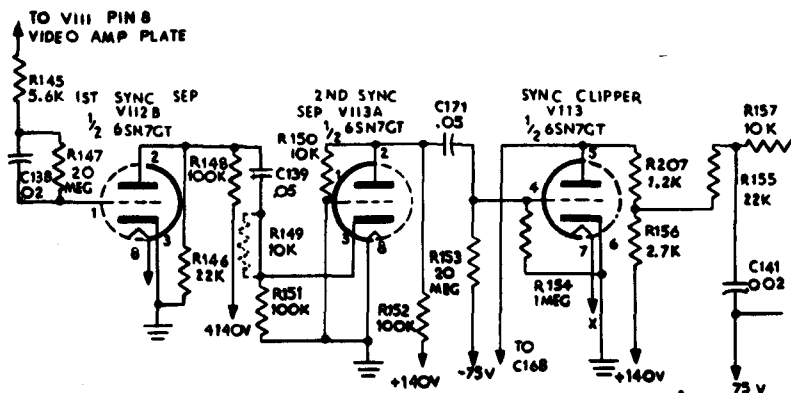 TO V111 PIN 8
VIDEO AMP PLATE
R145
5.6K
1ST SYNC SEP
V112B
1/2 6SN7GT
C138
.02
R147
20
MEG
1
2
3
8
R146
22K
R148
100K
4140V
C139
.05
R149
10K
R151
100K
2ND SYNC
SEP V113A
1/2 6SN7GT
R150
10K
1
2
3
8
R152
100K
+140V
C171
.05
R153
20
MEG
-75V
SYNC CLIPPER
V113
1/2 6SN7GT
4
5
6
7
R154
1MEG
X
TO
C168
R207
1.2K
R156
2.7K
+140V
R157
10K
R155
22K
C141
.002
75V